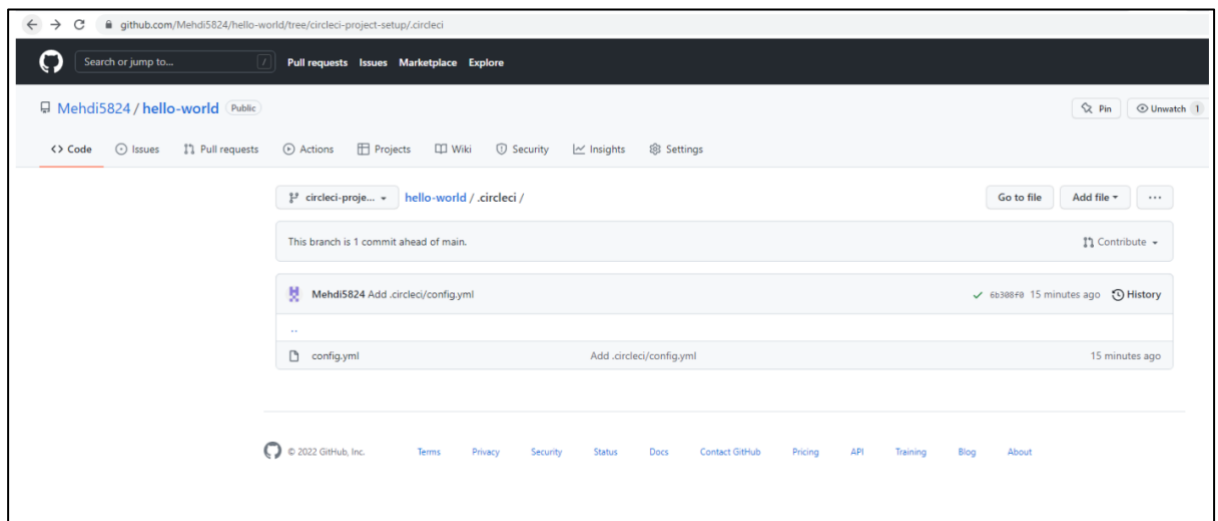 github.com/Mehdi5824/hello-world/tree/circleci-project-setup/.circleci
Search or jump to... / Pull requests Issues Marketplace Explore
Mehdi5824 / hello-world Public Pin Unwatch 1
<> Code Issues Pull requests Actions Projects Wiki Security Insights Settings
circleci-proje... hello-world / .circleci / Go to file Add file ...
This branch is 1 commit ahead of main. Contribute
Mehdi5824 Add .circleci/config.yml 6b308f0 15 minutes ago History
..
config.yml Add .circleci/config.yml 15 minutes ago
© 2022 GitHub, Inc. Terms Privacy Security Status Docs Contact GitHub Pricing API Training Blog About